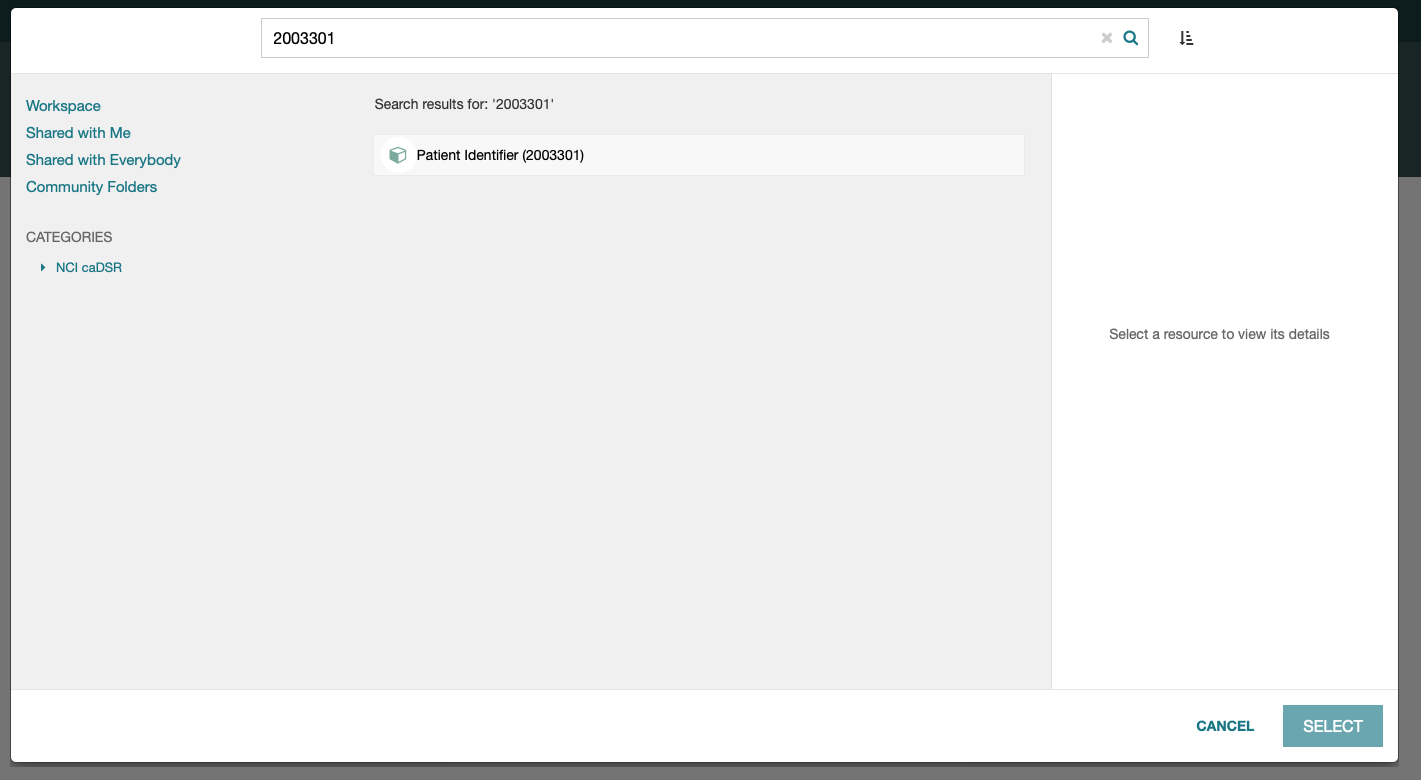 2003301
Workspace
Shared with Me
Shared with Everybody
Community Folders
CATEGORIES
NCI caDSR
Search results for: '2003301'
Patient Identifier (2003301)
Select a resource to view its details
CANCEL
SELECT